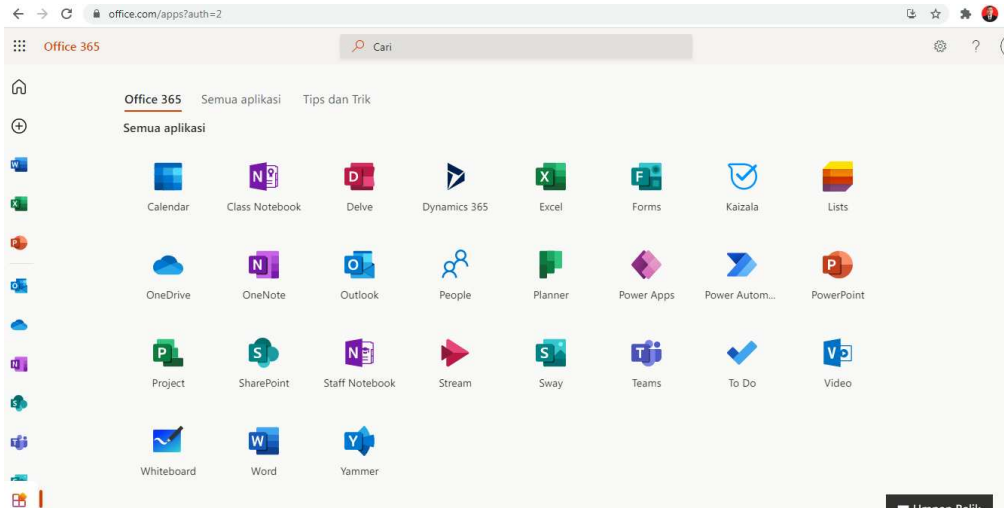 office.com/apps?auth=2
Office 365
Cari
?
Office 365 Semua aplikasi Tips dan Trik
Semua aplikasi
Calendar Class Notebook Delve Dynamics 365 Excel Forms Kaizala Lists
OneDrive OneNote Outlook People Planner Power Apps Power Autom... PowerPoint
Project SharePoint Staff Notebook Stream Sway Teams To Do Video
Whiteboard Word Yammer
Umpan Balik